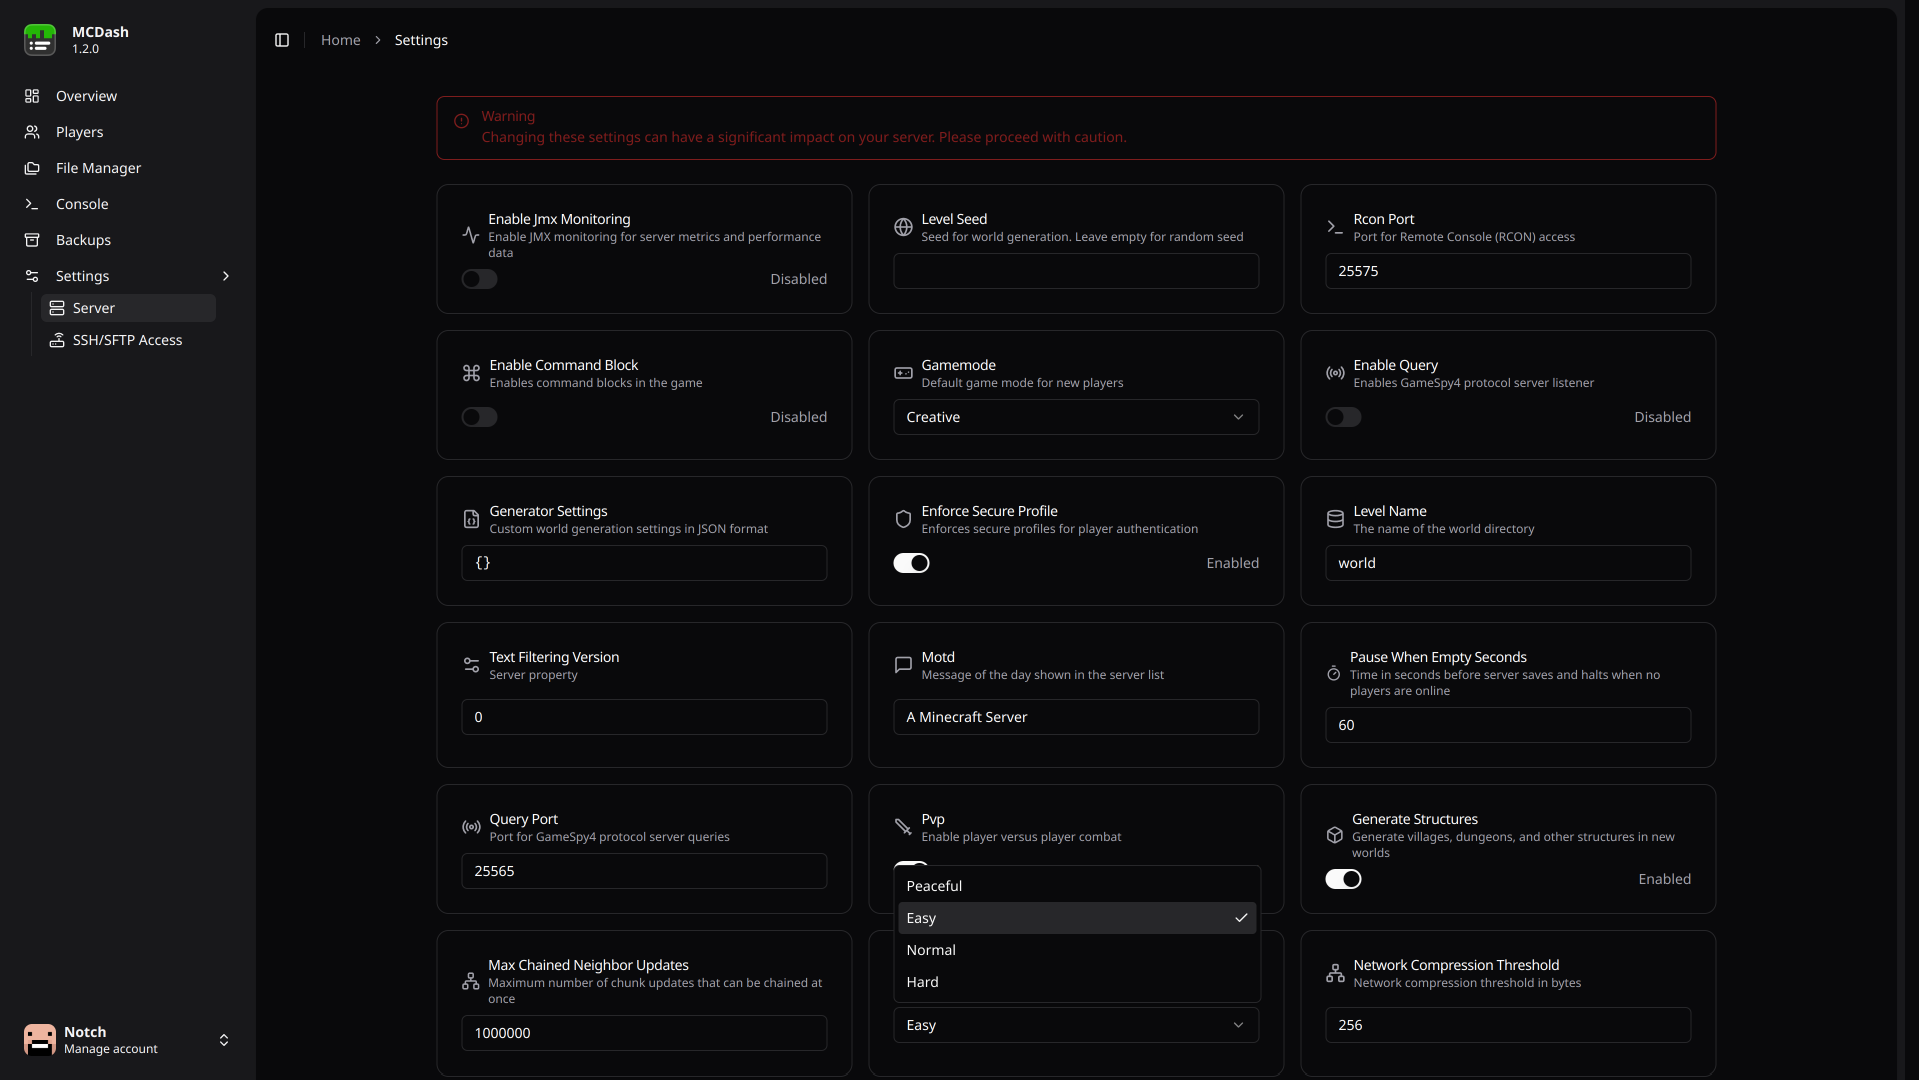 MCDash
1.2.0
Overview
Players
File Manager
Console
Backups
Settings
Server
SSH/SFTP Access
Notch
Manage account
Home
Settings
Warning
Changing these settings can have a significant impact on your server. Please proceed with caution.
Enable Jmx Monitoring
Enable JMX monitoring for server metrics and performance
data
Disabled
Level Seed
Seed for world generation. Leave empty for random seed
Rcon Port
Port for Remote Console (RCON) access
25575
Enable Command Block
Enables command blocks in the game
Disabled
Gamemode
Default game mode for new players
Creative
Enable Query
Enables GameSpy4 protocol server listener
Disabled
Generator Settings
Custom world generation settings in JSON format
{}
Enforce Secure Profile
Enforces secure profiles for player authentication
Enabled
Level Name
The name of the world directory
world
Text Filtering Version
Server property
0
Motd
Message of the day shown in the server list
A Minecraft Server
Pause When Empty Seconds
Time in seconds before server saves and halts when no
players are online
60
Query Port
Port for GameSpy4 protocol server queries
25565
Pvp
Enable player versus player combat
Generate Structures
Generate villages, dungeons, and other structures in new
worlds
Enabled
Max Chained Neighbor Updates
Maximum number of chunk updates that can be chained at
once
1000000
Peaceful
Easy
Normal
Hard
Easy
Network Compression Threshold
Network compression threshold in bytes
256